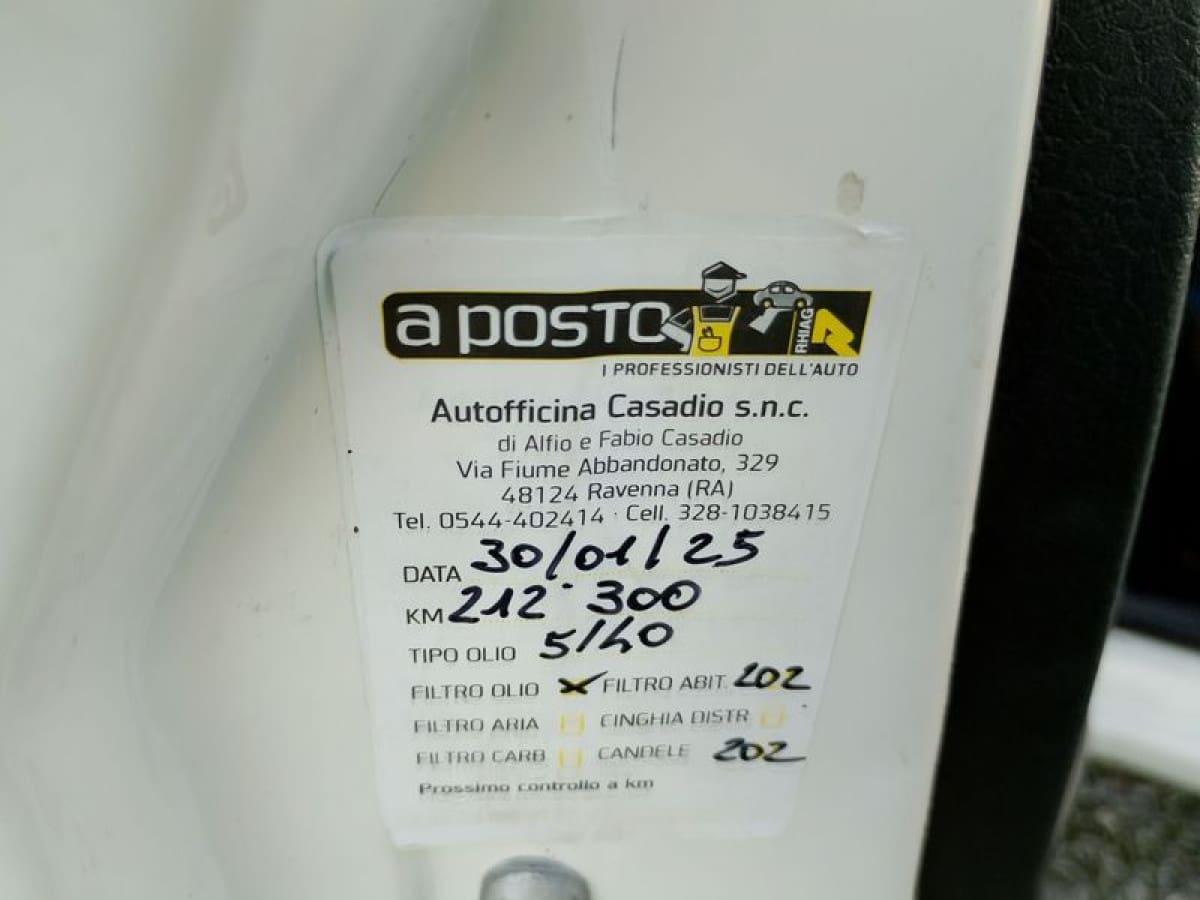 a POSTO
RHIAG
I PROFESSIONISTI DELL'AUTO
Autofficina Casadio s.n.c.
di Alfio e Fabio Casadio
Via Fiume Abbandonato, 329
48124 Ravenna (RA)
Tel. 0544-402414 · Cell. 328-1038415
DATA 30/01/25
KM 212·300
TIPO OLIO 5/40
FILTRO OLIO X FILTRO ABIT. 202
FILTRO ARIA CINGHIA DISTR
FILTRO CARB CANDELE 202
Prossimo controllo a km